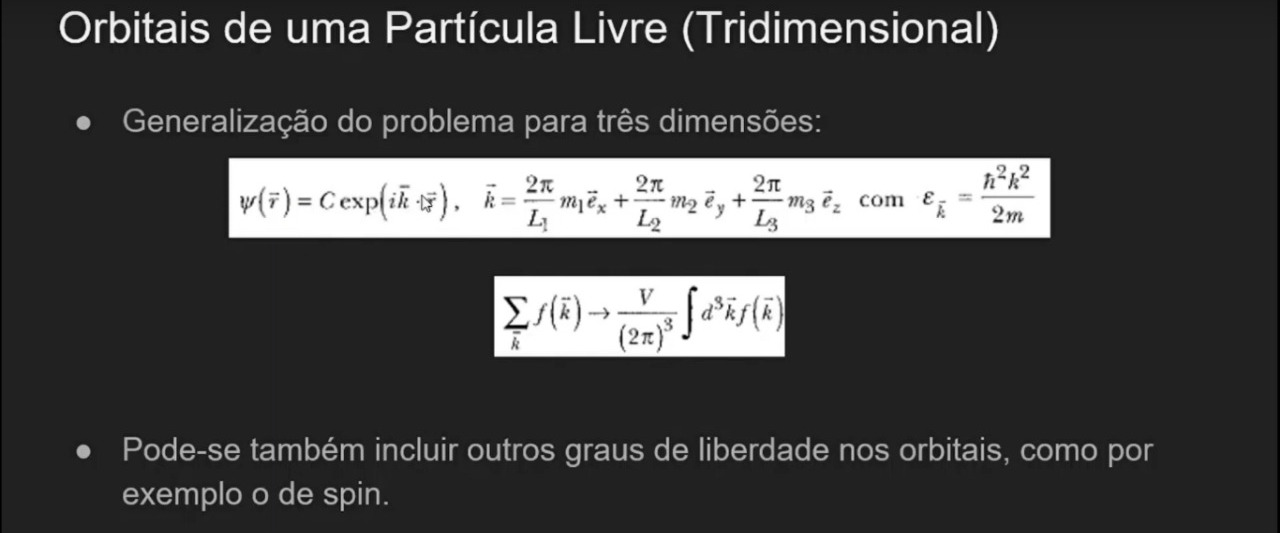 Orbitais de uma Partícula Livre (Tridimensional)
● Generalização do problema para três dimensões:
ψ(r⃗) = C exp(ik⃗ · r⃗), k⃗ = 2π/L₁ m₁e⃗ₓ + 2π/L₂ m₂ e⃗ᵧ + 2π/L₃ m₃ e⃗_z com ε_k⃗ = ħ²k²/2m
∑_k⃗ f(k⃗) → V/(2π)³ ∫ d³k⃗ f(k⃗)
● Pode-se também incluir outros graus de liberdade nos orbitais, como por
exemplo o de spin.